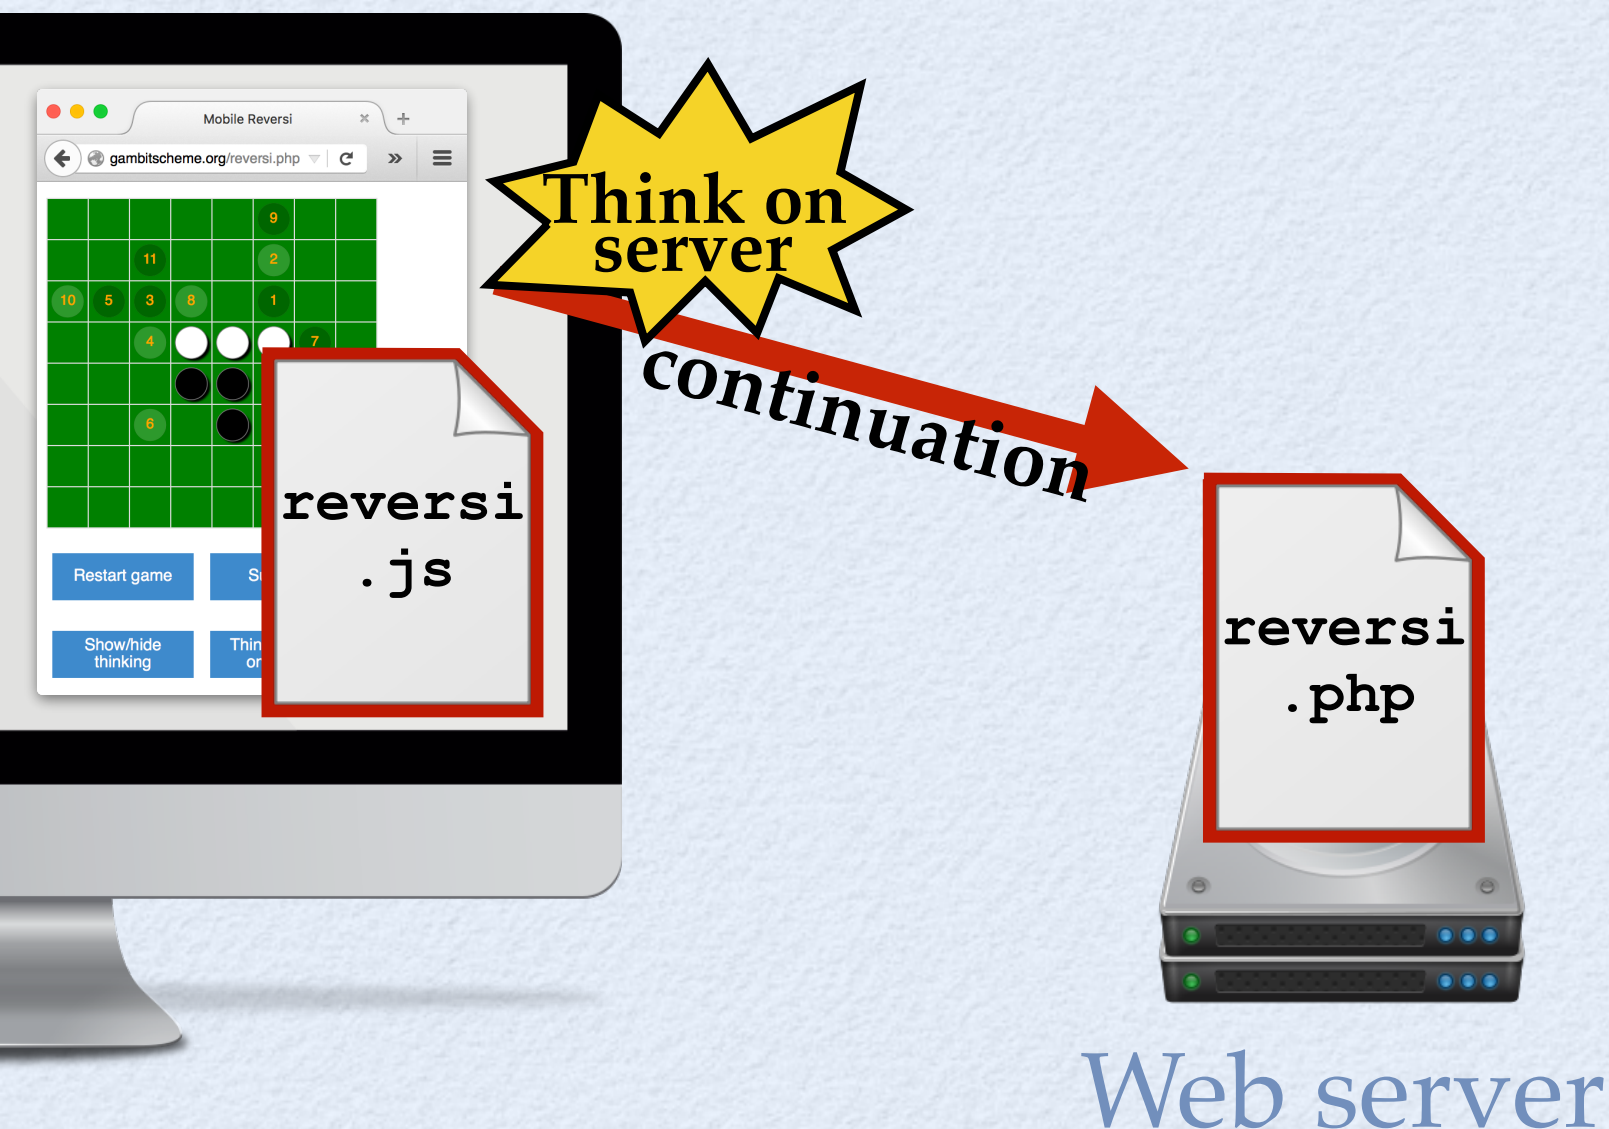 Mobile Reversi
gambitscheme.org/reversi.php
9
11
2
10 5 3 8 1
4 7
6
Restart game
Show/hide
thinking
Think on
server
continuation
reversi
.js
reversi
.php
Web server